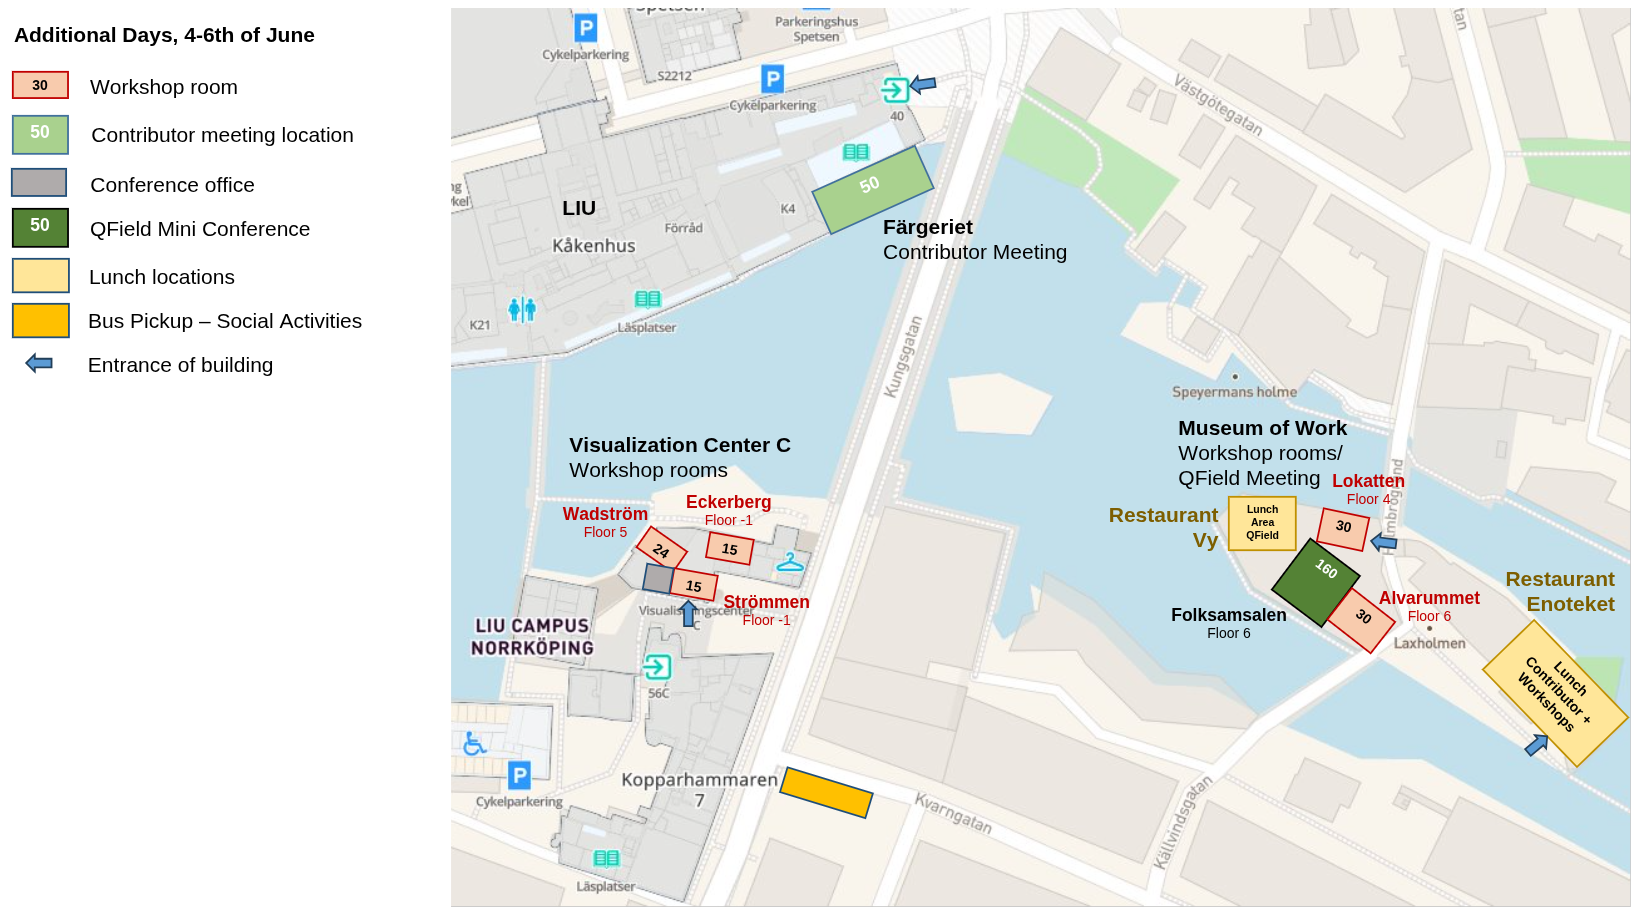 Additional Days, 4-6th of June
30
Workshop room
50
Contributor meeting location
Conference office
50
QField Mini Conference
Lunch locations
Bus Pickup – Social Activities
Entrance of building
Spetsen
Cykelparkering
Parkeringshus
Spetsen
P
P
S2212
Cykelparkering
40
Västgötegatan
LIU
Kåkenhus
Förråd
K4
50
Färgeriet
Contributor Meeting
K21
Läsplatser
Kungsgatan
Speyermans holme
Visualization Center C
Workshop rooms
Museum of Work
Workshop rooms/
QField Meeting
Lokatten
Floor 4
Eckerberg
Floor -1
Wadström
Floor 5
24
15
15
Strömmen
Floor -1
Restaurant
Vy
Lunch
Area
QField
30
160
30
Alvarummet
Floor 6
Folksamsalen
Floor 6
Laxholmen
Restaurant
Enoteket
Lunch
Contributor +
Workshops
LIU CAMPUS
NORRKÖPING
C
56C
P
Cykelparkering
Kopparhammaren
7
Kvarngatan
Källvindsgatan
Läsplatser